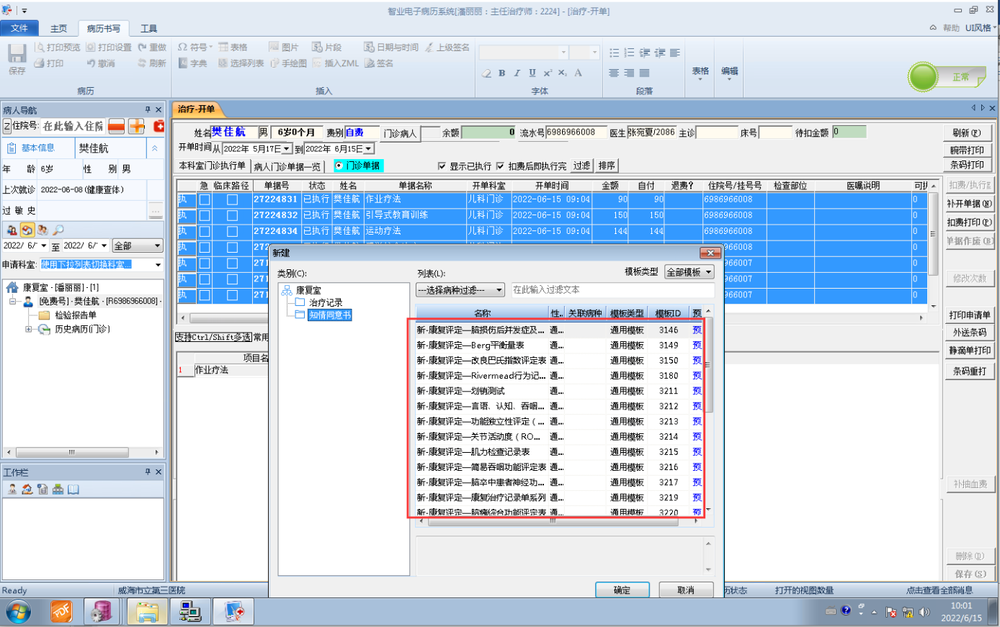 智业电子病历系统[潘丽丽：主任治疗师：2224] - [治疗-开单]
文件 主页 病历书写 工具
帮助 UI风格
保存 打印预览 打印设置 重做
打印 撤消 刷新
病历
符号 表格 图片 片段 日期与时间 上级签名
字典 选择列表 手绘图 插入ZML 签名
插入
B I U x² x₂ A
字体
段落
表格 编辑
正常
病人导航
Z 住院号: 在此输入住院
基本信息 樊佳航
年 龄 6岁 性 别 男
上次就诊 2022-06-08(健康查体)
过 敏 史 ...
2022/ 6/ 至 2022/ 6/ 全部
申请科室: 使用下拉列表切换科室...
康复室 - [潘丽丽] - [1]
[免费号] - 樊佳航 - [R6986966008]
检验报告单
历史病历(门诊)
工作栏
治疗-开单
姓名 樊佳航 男 6岁0个月 费别 自费 门诊病人 余额 0 流水号 6986966008 医生 张宛夏/2086 主诊 床号 待扣金额 0
开单时间 从 2022年 5月17日 到 2022年 6月15日
本科室门诊执行单 病人门诊单据一览 门诊单据 显示已执行 扣费后即执行完 过滤 排序
急 临床路径 单据号 状态 姓名 单据名称 开单科室 开单时间 金额 自付 退费? 住院号/挂号号 检查部位 医嘱说明
执 27224831 已执行 樊佳航 作业疗法 儿科门诊 2022-06-15 09:04 90 90 6986966008 0
执 27224832 已执行 樊佳航 引导式教育训练 儿科门诊 2022-06-15 09:04 150 150 6986966008 0
执 27224834 已执行 樊佳航 运动疗法 儿科门诊 2022-06-15 09:04 144 144 6986966008 0
执 272 966008 0
执 271 966007 0
执 271 966007 0
执 271 966007 0
支持Ctrl/Shift多选 常用
项目名
1 作业疗法
刷新(Z)
腕带打印
条码打印
扣费/执行
补开单据(N)
扣费打印(P)
单据作废(B)
修改次数
打印申请单
外送条码
静滴单打印
条码重打
补抽血费
删除(D)
保存(S)
新建
类别(C):
康复室
治疗记录
知情同意书
列表(L): 模板类型 全部模板
---选择病种过滤--- 在此输入过滤文本
名称 性.. 关联病种 模板类型 模板ID 预
新-康复评定—脑损伤后并发症及... 通... 通用模板 3146 预
新-康复评定—Berg平衡量表 通... 通用模板 3149 预
新-康复评定—改良巴氏指数评定表 通... 通用模板 3150 预
新-康复评定—Rivermead行为记... 通... 通用模板 3180 预
新-康复评定—划销测试 通... 通用模板 3211 预
新-康复评定—言语、认知、吞咽... 通... 通用模板 3212 预
新-康复评定—功能独立性评定（... 通... 通用模板 3213 预
新-康复评定—关节活动度（RO... 通... 通用模板 3214 预
新-康复评定—肌力检查记录表 通... 通用模板 3215 预
新-康复评定—简易吞咽功能评定表 通... 通用模板 3216 预
新-康复评定—脑卒中患者神经功... 通... 通用模板 3217 预
新-康复评定—康复治疗记录单系列 通... 通用模板 3219 预
新-康复评定—脑瘫综合功能评定表 通... 通用模板 3220 预
确定 取消
Ready 威海市立第三医院 历状态 打开的视图数量 点击查看全部消息
PDF
10:01
2022/6/15